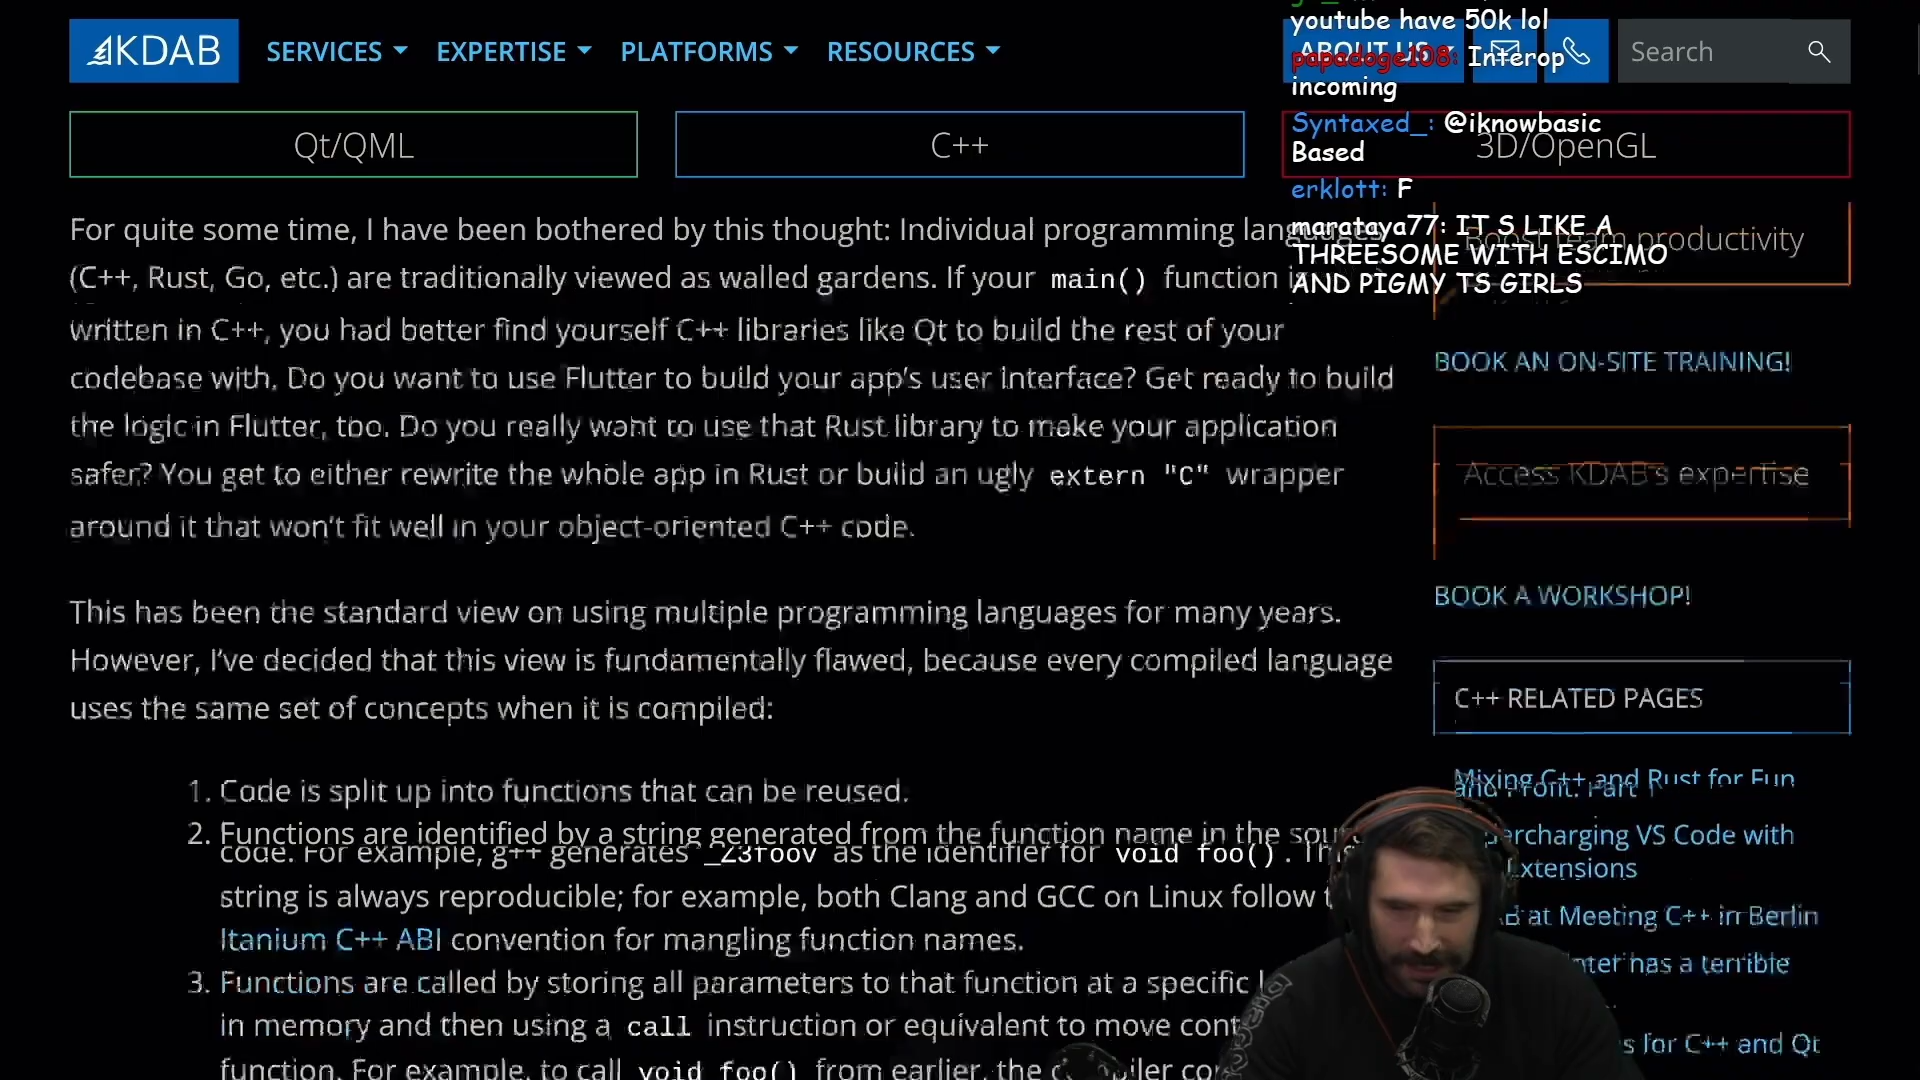 KDAB SERVICES EXPERTISE PLATFORMS RESOURCES ABOUT US Search
youtube have 50k lol
papadoge108: Interop
incoming
Syntaxed_: @iknowbasic
Based
erklott: F
marataya77: IT S LIKE A
THREESOME WITH ESCIMO
AND PIGMY TS GIRLS
Qt/QML C++ 3D/OpenGL
For quite some time, I have been bothered by this thought: Individual programming languages
(C++, Rust, Go, etc.) are traditionally viewed as walled gardens. If your main() function is
written in C++, you had better find yourself C++ libraries like Qt to build the rest of your
codebase with. Do you want to use Flutter to build your app's user interface? Get ready to build
the logic in Flutter, too. Do you really want to use that Rust library to make your application
safer? You get to either rewrite the whole app in Rust or build an ugly extern "C" wrapper
around it that won't fit well in your object-oriented C++ code.
This has been the standard view on using multiple programming languages for many years.
However, I've decided that this view is fundamentally flawed, because every compiled language
uses the same set of concepts when it is compiled:
1. Code is split up into functions that can be reused.
2. Functions are identified by a string generated from the function name in the
code. For example, g++ generates _Z3foov as the identifier for void foo().
string is always reproducible; for example, both Clang and GCC on Linux follow
Itanium C++ ABI convention for mangling function names.
3. Functions are called by storing all parameters to that function at a specific
in memory and then using a call instruction or equivalent to move
function. For example, to call void foo() from earlier, the
Boost team productivity
BOOK AN ON-SITE TRAINING!
Access KDAB's expertise
BOOK A WORKSHOP!
C++ RELATED PAGES
Mixing C++ and Rust for Fun
and Profit: Part 1
VS Code with
Extensions
at Meeting C++ in Berlin
has a terrible
for C++ and Qt